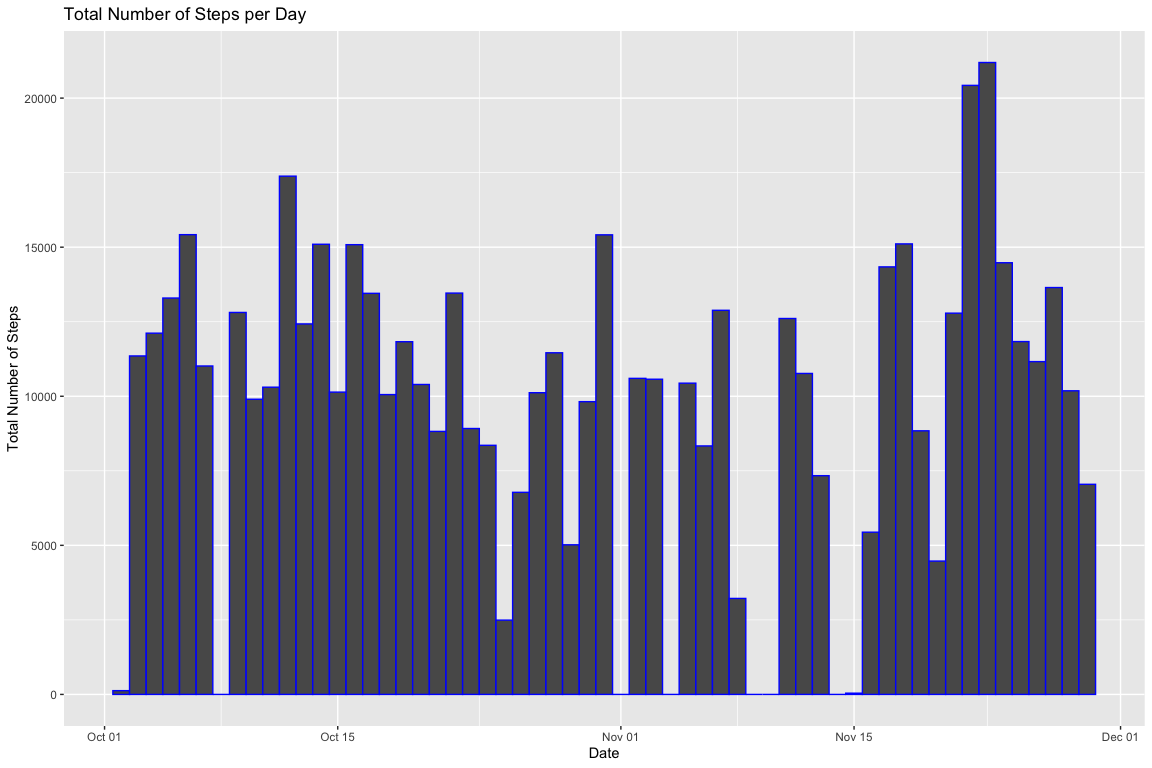 Total Number of Steps per Day
Total Number of Steps
20000
15000
10000
5000
0
Oct 01
Oct 15
Nov 01
Nov 15
Dec 01
Date